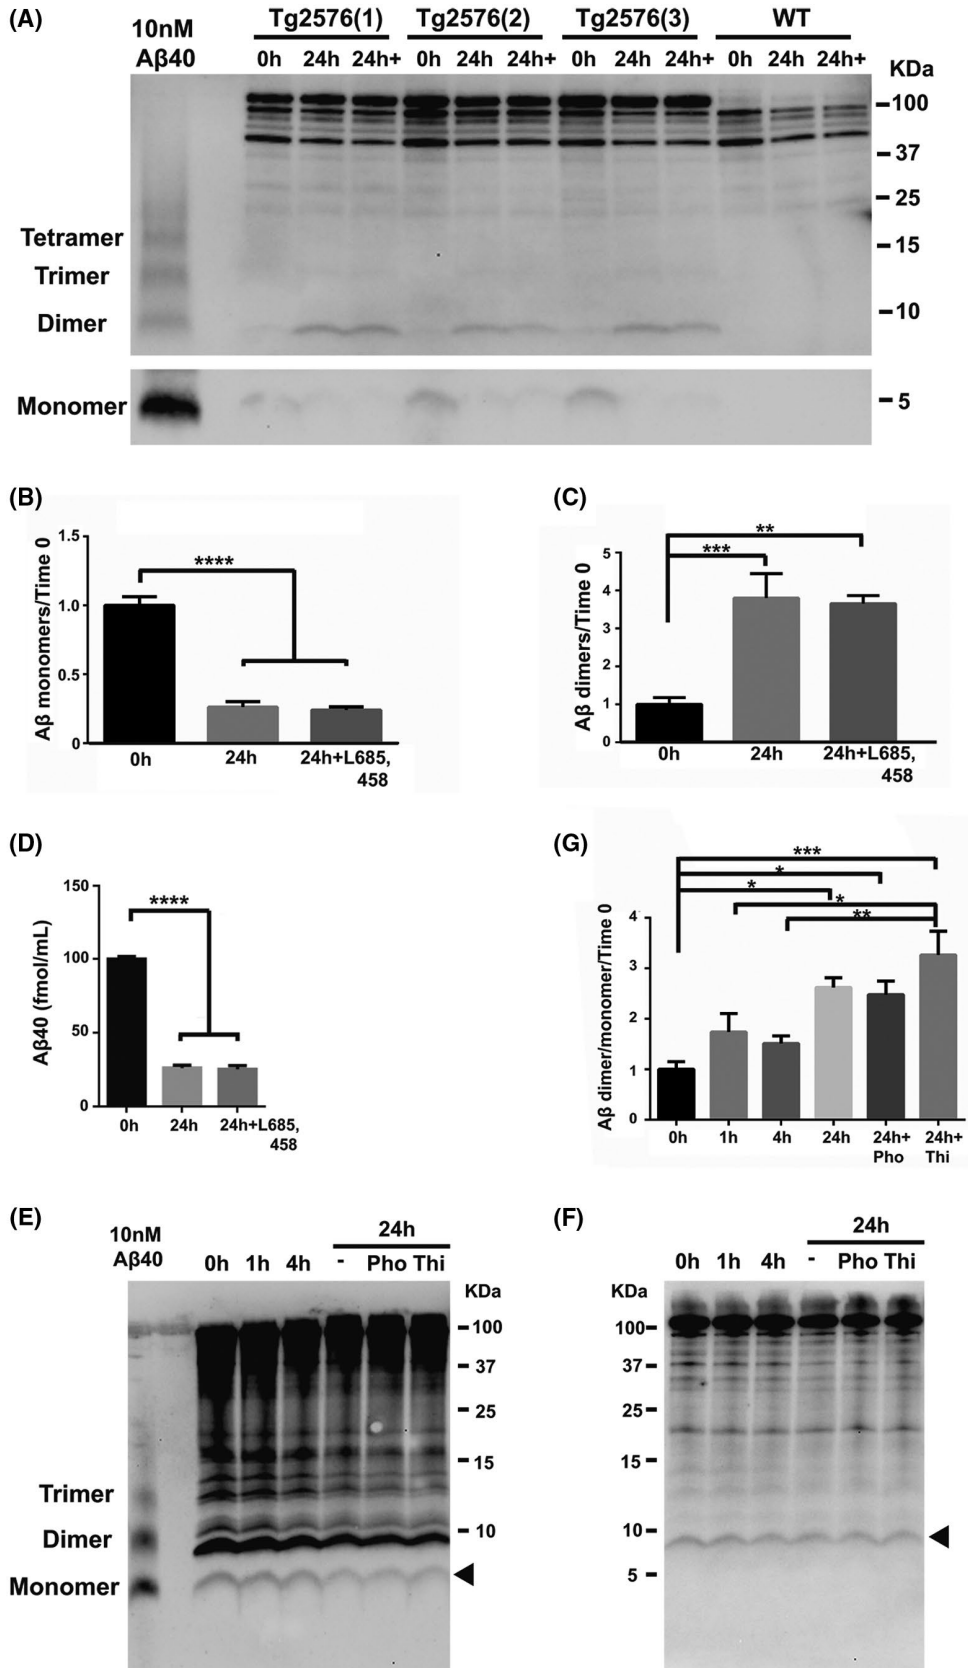 (A)
10nM
Aβ40
Tg2576(1) Tg2576(2) Tg2576(3) WT
0h 24h 24h+ 0h 24h 24h+ 0h 24h 24h+ 0h 24h 24h+
KDa
100
37
25
Tetramer
15
Trimer
10
Dimer
Monomer
5
(B)
Aβ monomers/Time 0
1.5
****
1.0
0.5
0
0h 24h 24h+L685,
458
(C)
Aβ dimers/Time 0
**
***
5
4
3
2
1
0
0h 24h 24h+L685,
458
(D)
Aβ40 (fmol/mL)
150
****
100
50
0
0h 24h 24h+L685,
458
(G)
Aβ dimer/monomer/Time 0
***
*
*
*
**
4
3
2
1
0
0h 1h 4h 24h 24h+ 24h+
Pho Thi
(E)
10nM
Aβ40
24h
0h 1h 4h - Pho Thi
KDa
100
37
25
15
Trimer
10
Dimer
Monomer
(F)
24h
0h 1h 4h - Pho Thi
KDa
100
37
25
15
10
5